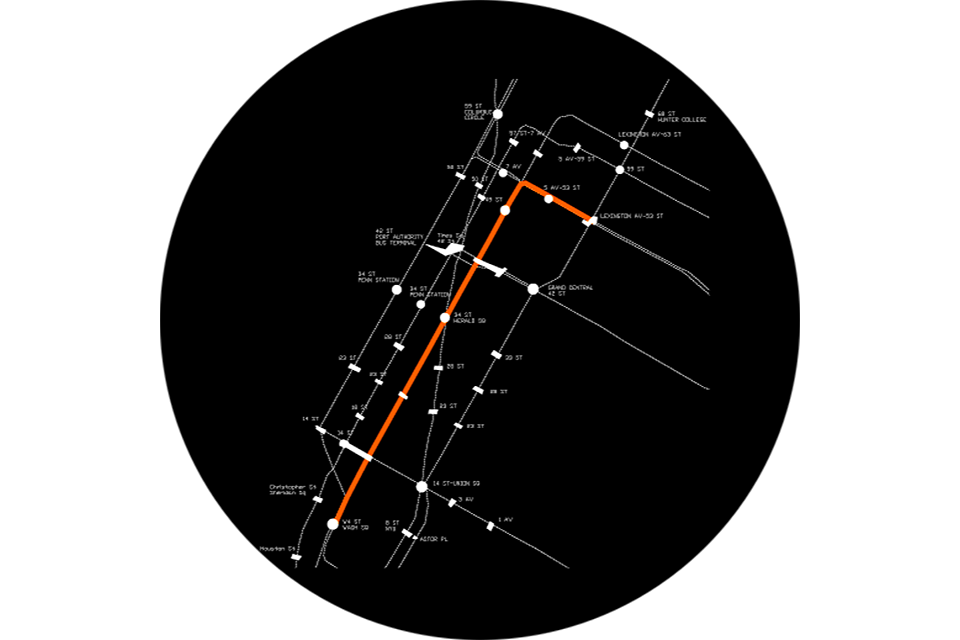 59 ST
COLUMBUS
CIRCLE
68 ST
HUNTER COLLEGE
57 ST-7 AV
LEXINGTON AV-63 ST
5 AV-59 ST
59 ST
50 ST
7 AV
50 ST
5 AV-53 ST
49 ST
LEXINGTON AV-53 ST
42 ST
PORT AUTHORITY
BUS TERMINAL
Times Sq
34 ST
PENN STATION
34 ST
PENN STATION
GRAND CENTRAL
42 ST
34 ST
HERALD SQ
28 ST
23 ST
33 ST
28 ST
23 ST
28 ST
18 ST
23 ST
23 ST
14 ST
14 ST
14 ST-UNION SQ
3 AV
1 AV
Christopher St
Sheridan Sq
W4 ST
WASH SQ
8 ST
NYU
ASTOR PL
Houston St